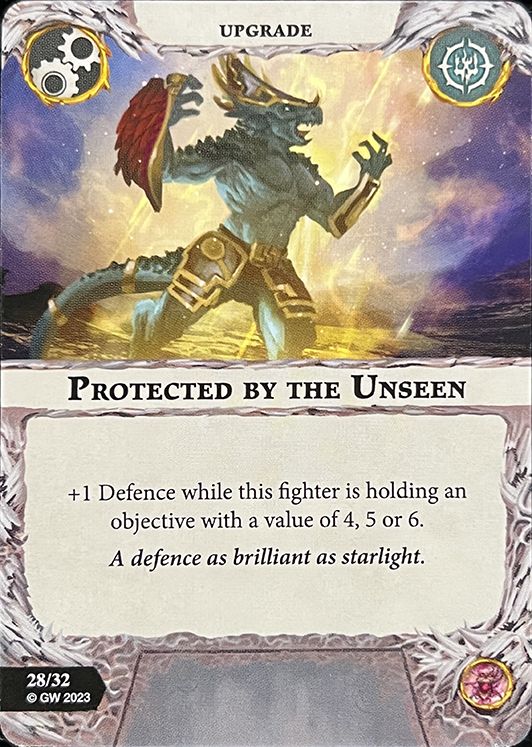 UPGRADE
PROTECTED BY THE UNSEEN
+1 Defence while this fighter is holding an
objective with a value of 4, 5 or 6.
A defence as brilliant as starlight.
28/32
© GW 2023